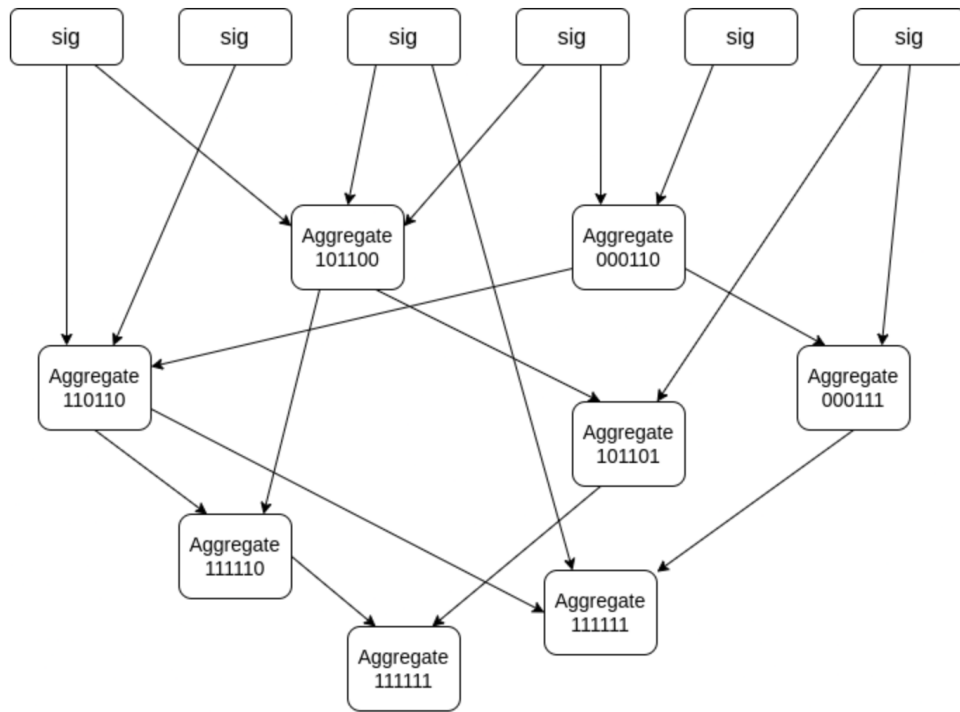 sig
sig
sig
sig
sig
sig
Aggregate
101100
Aggregate
000110
Aggregate
110110
Aggregate
000111
Aggregate
101101
Aggregate
111110
Aggregate
111111
Aggregate
111111